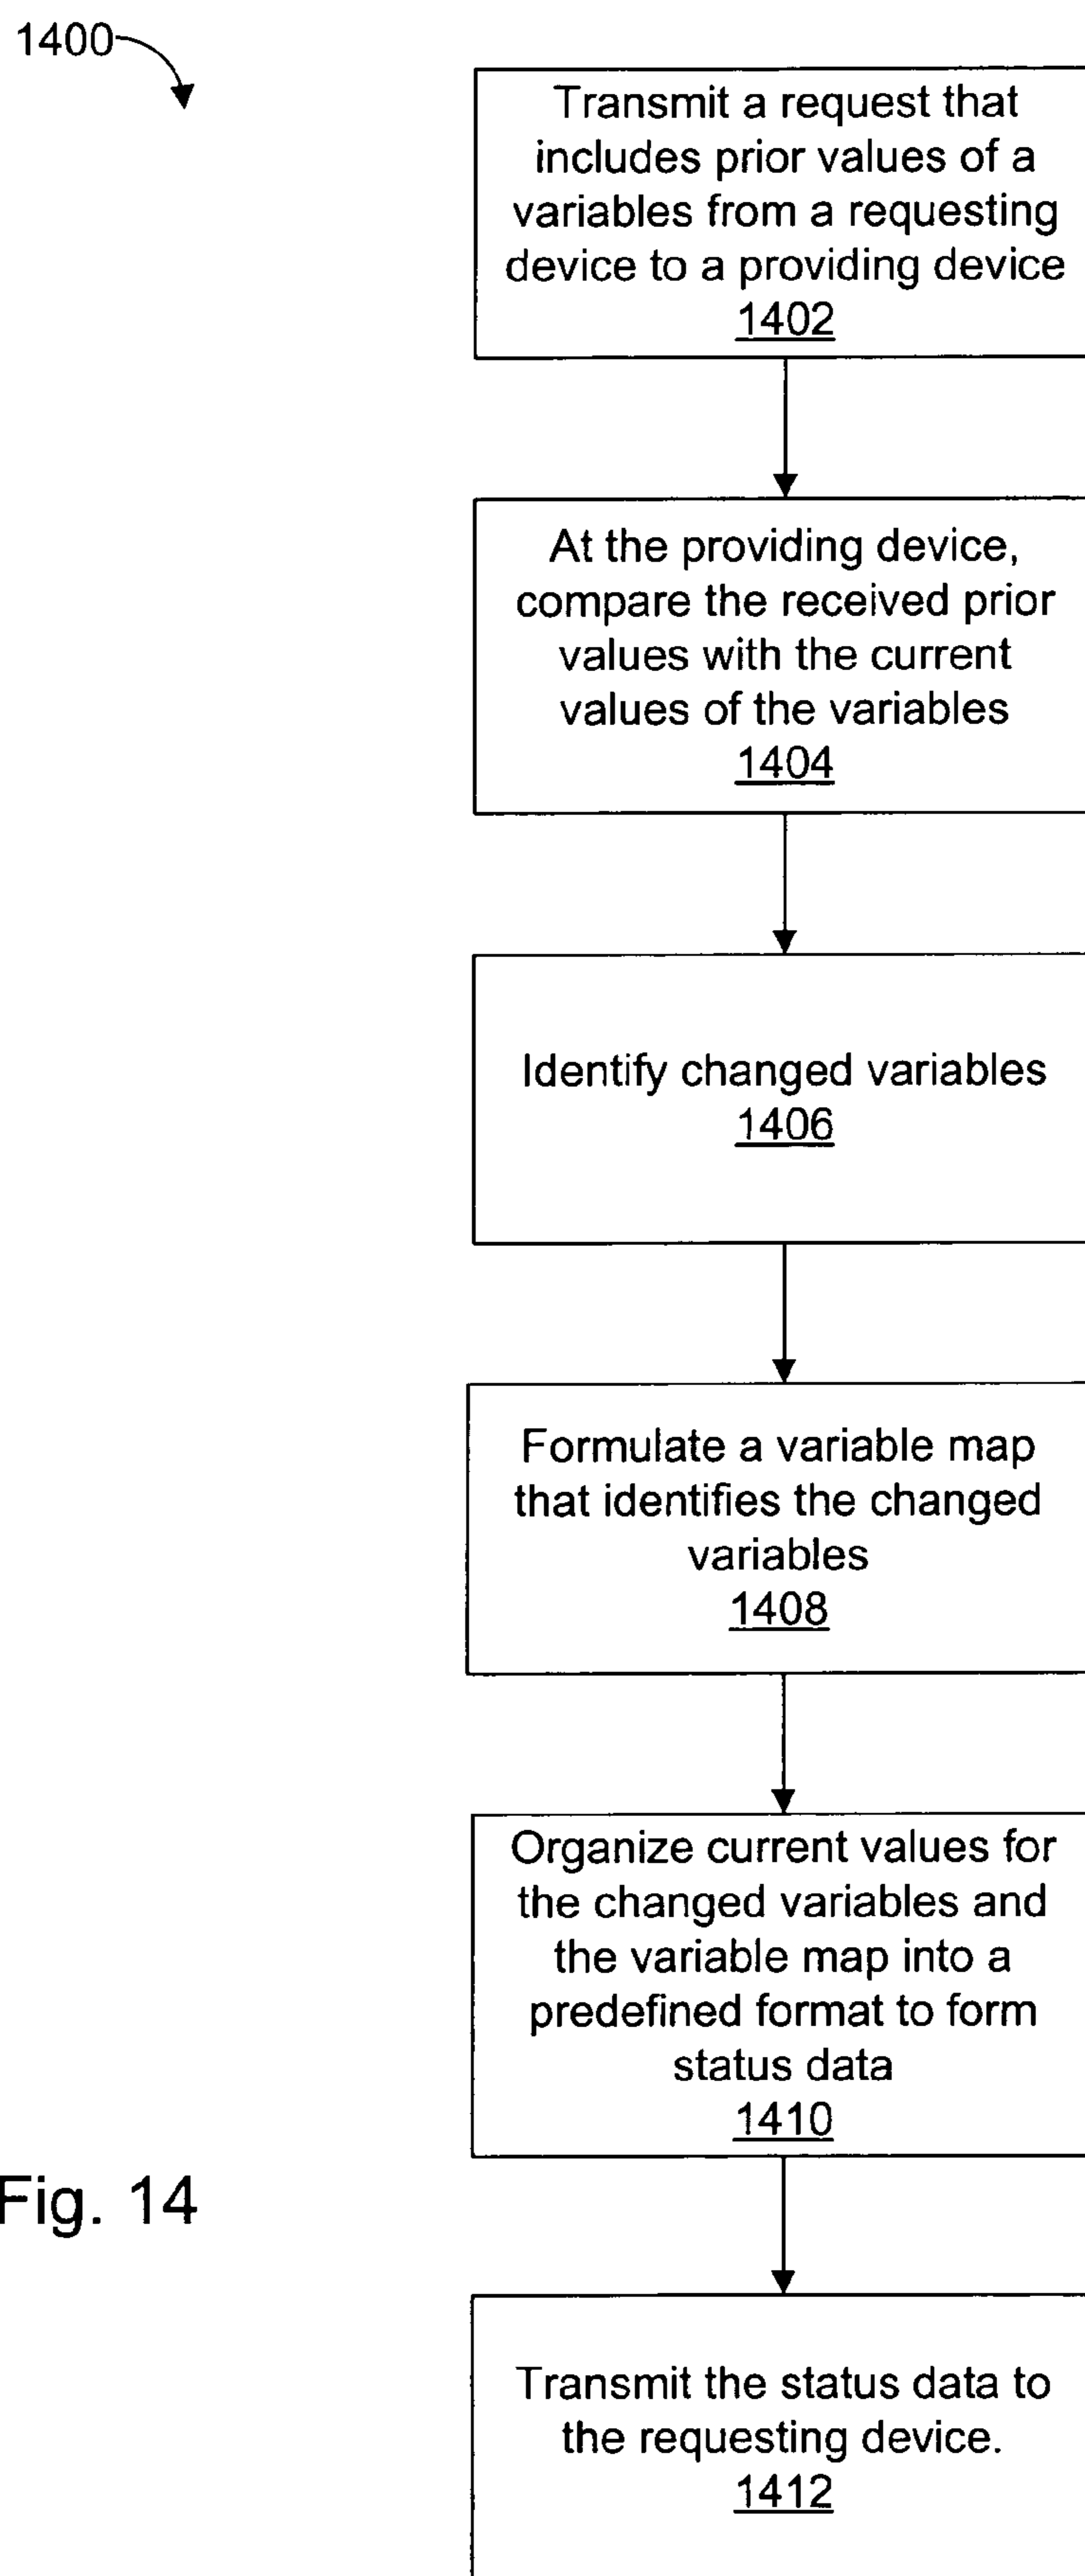 1400
Transmit a request that
includes prior values of a
variables from a requesting
device to a providing device
1402
At the providing device,
compare the received prior
values with the current
values of the variables
1404
Identify changed variables
1406
Formulate a variable map
that identifies the changed
variables
1408
Organize current values for
the changed variables and
the variable map into a
predefined format to form
status data
1410
Fig. 14
Transmit the status data to
the requesting device.
1412